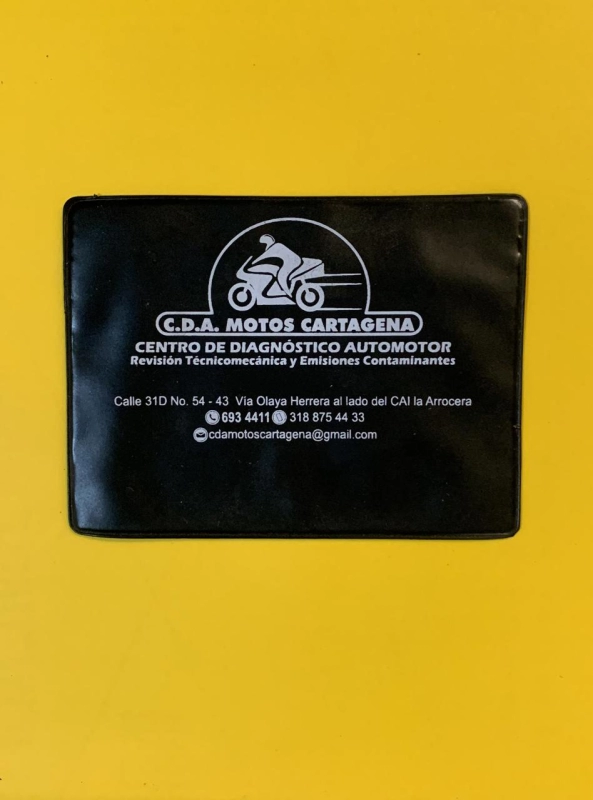 C.D.A. MOTOS CARTAGENA
CENTRO DE DIAGNÓSTICO AUTOMOTOR
Revisión Técnicomecánica y Emisiones Contaminantes
Calle 31D No. 54 - 43 Via Olaya Herrera al lado del CAI la Arrocera
693 4411 318 875 44 33
cdamotoscartagena@gmail.com